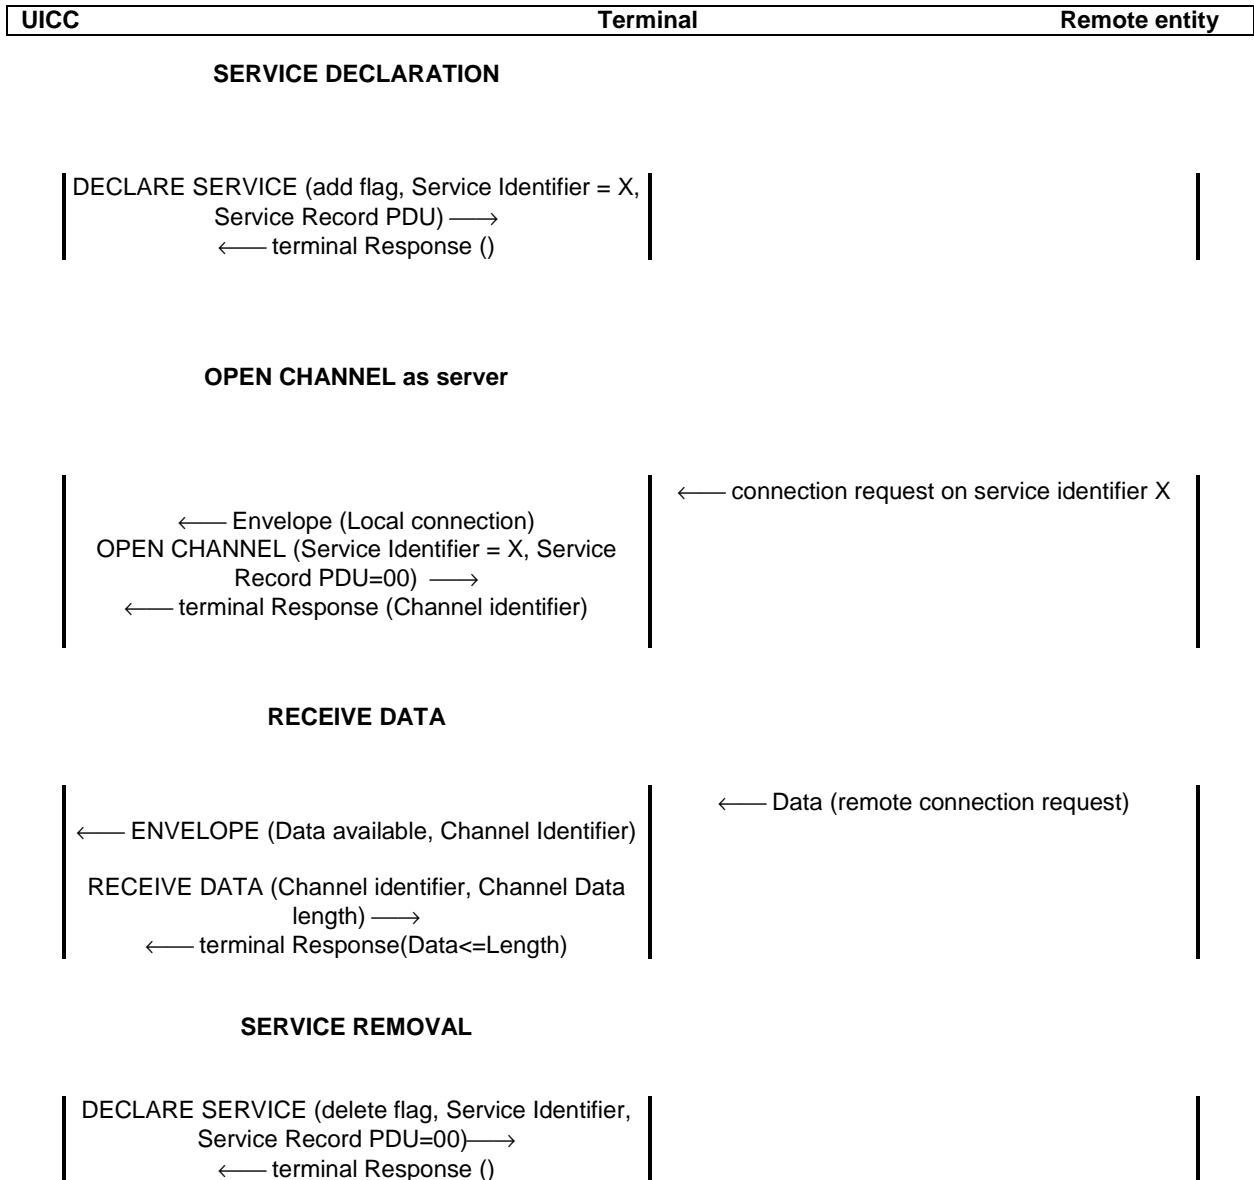 UICC Terminal Remote entity
SERVICE DECLARATION
DECLARE SERVICE (add flag, Service Identifier = X,
Service Record PDU) ⟶
⟵ terminal Response ()
OPEN CHANNEL as server
⟵ connection request on service identifier X
⟵ Envelope (Local connection)
OPEN CHANNEL (Service Identifier = X, Service
Record PDU=00) ⟶
⟵ terminal Response (Channel identifier)
RECEIVE DATA
⟵ Data (remote connection request)
⟵ ENVELOPE (Data available, Channel Identifier)
RECEIVE DATA (Channel identifier, Channel Data
length) ⟶
⟵ terminal Response(Data<=Length)
SERVICE REMOVAL
DECLARE SERVICE (delete flag, Service Identifier,
Service Record PDU=00)⟶
⟵ terminal Response ()